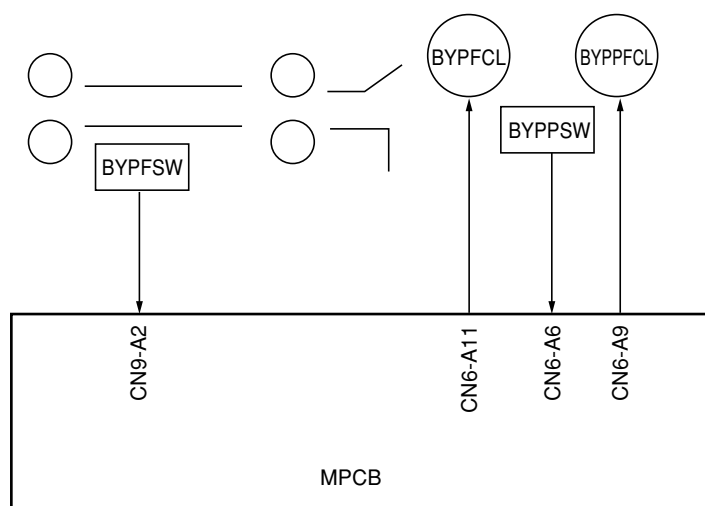 BYPFCL
BYPPFCL
BYPPSW
BYPFSW
CN9-A2
CN6-A11
CN6-A6
CN6-A9
MPCB